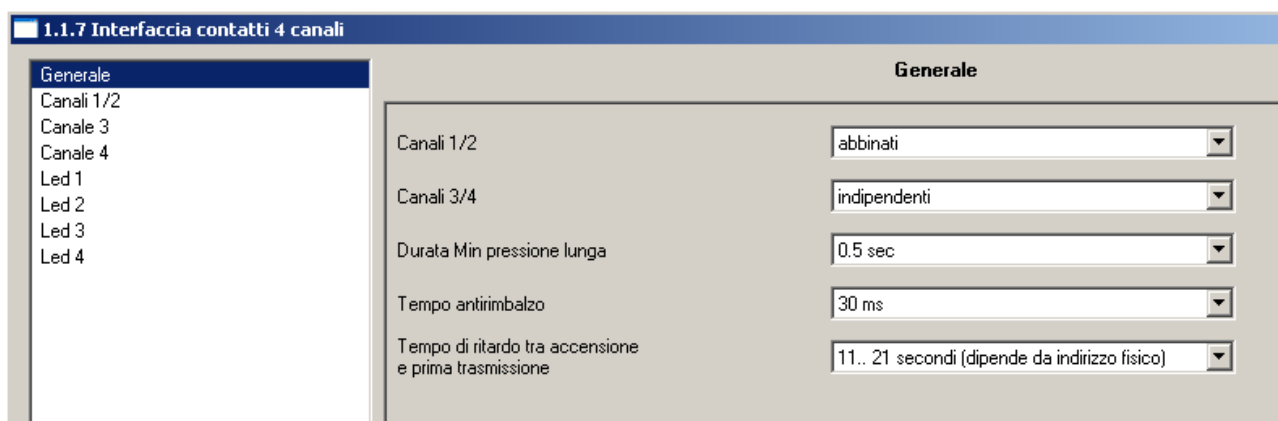 1.1.7 Interfaccia contatti 4 canali
Generale
Canali 1/2
Canale 3
Canale 4
Led 1
Led 2
Led 3
Led 4
Generale
Canali 1/2
abbinati
Canali 3/4
indipendenti
Durata Min pressione lunga
0.5 sec
Tempo antirimbalzo
30 ms
Tempo di ritardo tra accensione
e prima trasmissione
11.. 21 secondi (dipende da indirizzo fisico)